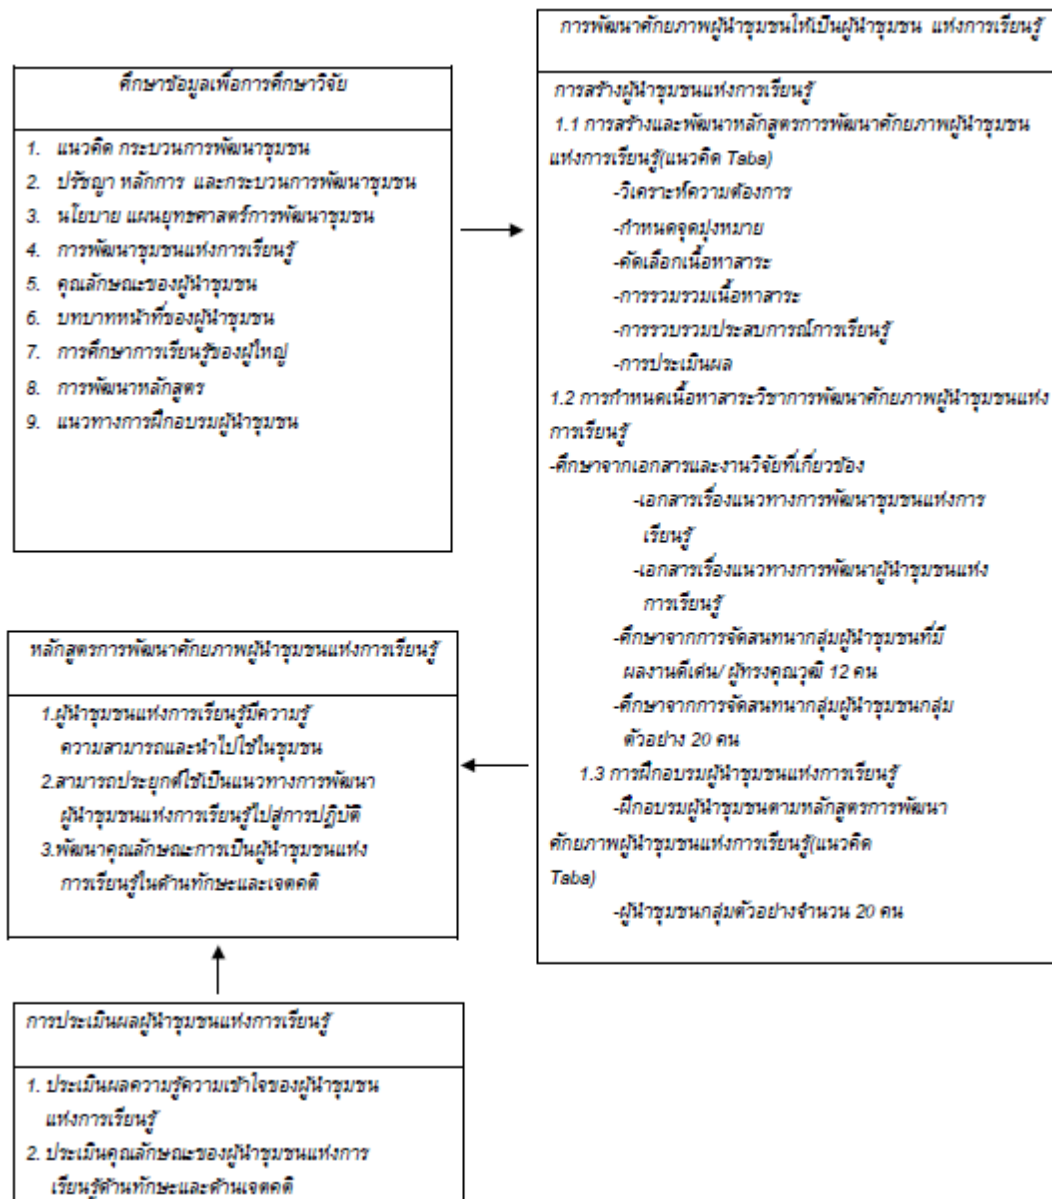 ศึกษาข้อมูลเพื่อการศึกษาวิจัย
1. แนวคิด กระบวนการพัฒนาชุมชน
2. ปรัชญา หลักการ และกระบวนการพัฒนาชุมชน
3. นโยบาย แผนยุทธศาสตร์การพัฒนาชุมชน
4. การพัฒนาชุมชนแห่งการเรียนรู้
5. คุณลักษณะของผู้นำชุมชน
6. บทบาทหน้าที่ของผู้นำชุมชน
7. การศึกษาการเรียนรู้ของผู้ใหญ่
8. การพัฒนาหลักสูตร
9. แนวทางการฝึกอบรมผู้นำชุมชน
การพัฒนาศักยภาพผู้นำชุมชนให้เป็นผู้นำชุมชน แห่งการเรียนรู้
การสร้างผู้นำชุมชนแห่งการเรียนรู้
1.1 การสร้างและพัฒนาหลักสูตรการพัฒนาศักยภาพผู้นำชุมชน
แห่งการเรียนรู้(แนวคิด Taba)
-วิเคราะห์ความต้องการ
-กำหนดจุดมุ่งหมาย
-คัดเลือกเนื้อหาสาระ
-การรวมรวมเนื้อหาสาระ
-การรวบรวมประสบการณ์การเรียนรู้
-การประเมินผล
1.2 การกำหนดเนื้อหาสาระวิชาการพัฒนาศักยภาพผู้นำชุมชนแห่ง
การเรียนรู้
-ศึกษาจากเอกสารและงานวิจัยที่เกี่ยวข้อง
-เอกสารเรื่องแนวทางการพัฒนาชุมชนแห่งการ
เรียนรู้
-เอกสารเรื่องแนวทางการพัฒนาผู้นำชุมชนแห่ง
การเรียนรู้
-ศึกษาจากการจัดสนทนากลุ่มผู้นำชุมชนที่มี
ผลงานดีเด่น/ ผู้ทรงคุณวุฒิ 12 คน
-ศึกษาจากการจัดสนทนากลุ่มผู้นำชุมชนกลุ่ม
ตัวอย่าง 20 คน
1.3 การฝึกอบรมผู้นำชุมชนแห่งการเรียนรู้
-ฝึกอบรมผู้นำชุมชนตามหลักสูตรการพัฒนา
ศักยภาพผู้นำชุมชนแห่งการเรียนรู้(แนวคิด
Taba)
-ผู้นำชุมชนกลุ่มตัวอย่างจำนวน 20 คน
หลักสูตรการพัฒนาศักยภาพผู้นำชุมชนแห่งการเรียนรู้
1.ผู้นำชุมชนแห่งการเรียนรู้มีความรู้
ความสามารถและนำไปใช้ในชุมชน
2.สามารถประยุกต์ใช้เป็นแนวทางการพัฒนา
ผู้นำชุมชนแห่งการเรียนรู้ไปสู่การปฏิบัติ
3.พัฒนาคุณลักษณะการเป็นผู้นำชุมชนแห่ง
การเรียนรู้ในด้านทักษะและเจตคติ
การประเมินผลผู้นำชุมชนแห่งการเรียนรู้
1. ประเมินผลความรู้ความเข้าใจของผู้นำชุมชน
แห่งการเรียนรู้
2. ประเมินคุณลักษณะของผู้นำชุมชนแห่งการ
เรียนรู้ด้านทักษะและด้านเจตคติ